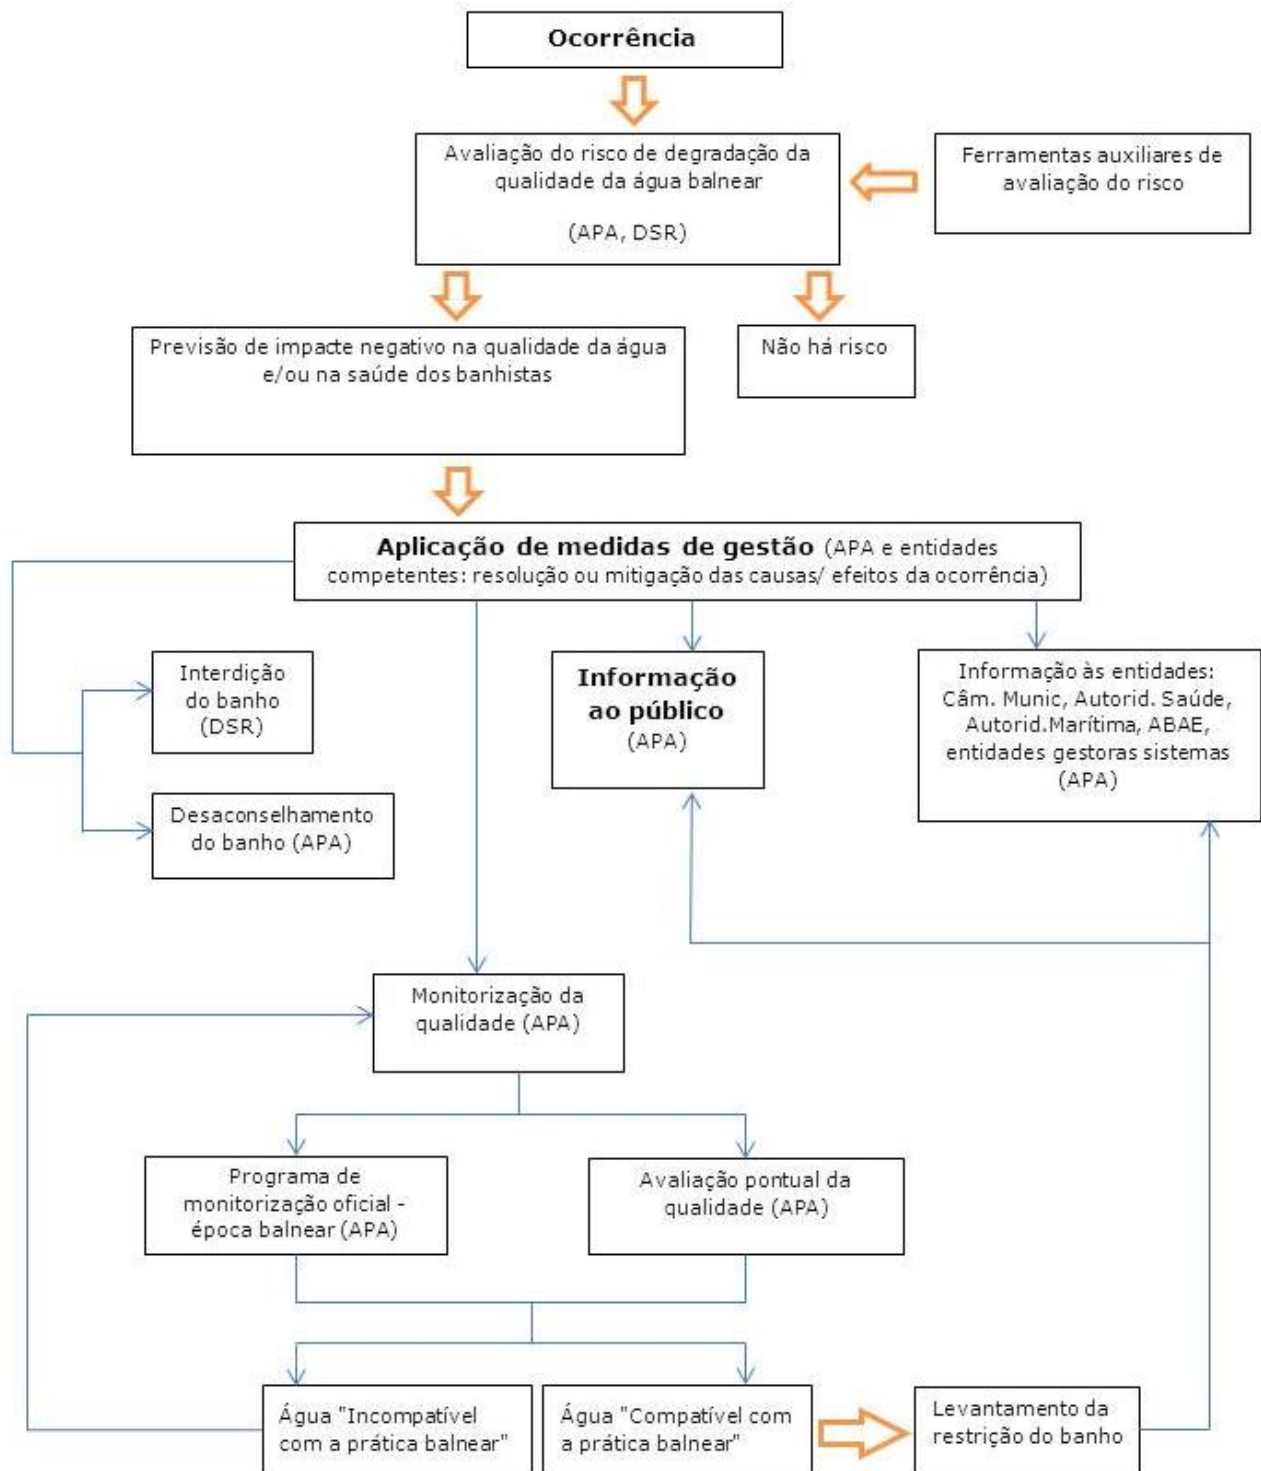 Ocorrência
Avaliação do risco de degradação da
qualidade da água balnear
(APA, DSR)
Ferramentas auxiliares de
avaliação do risco
Previsão de impacte negativo na qualidade da água
e/ou na saúde dos banhistas
Não há risco
Aplicação de medidas de gestão (APA e entidades
competentes: resolução ou mitigação das causas/ efeitos da ocorrência)
Interdição
do banho
(DSR)
Informação
ao público
(APA)
Informação às entidades:
Câm. Munic, Autorid. Saúde,
Autorid.Marítima, ABAE,
entidades gestoras sistemas
(APA)
Desaconselhamento
do banho (APA)
Monitorização da
qualidade (APA)
Programa de
monitorização oficial -
época balnear (APA)
Avaliação pontual da
qualidade (APA)
Água "Incompatível
com a prática balnear"
Água "Compatível com
a prática balnear"
Levantamento da
restrição do banho